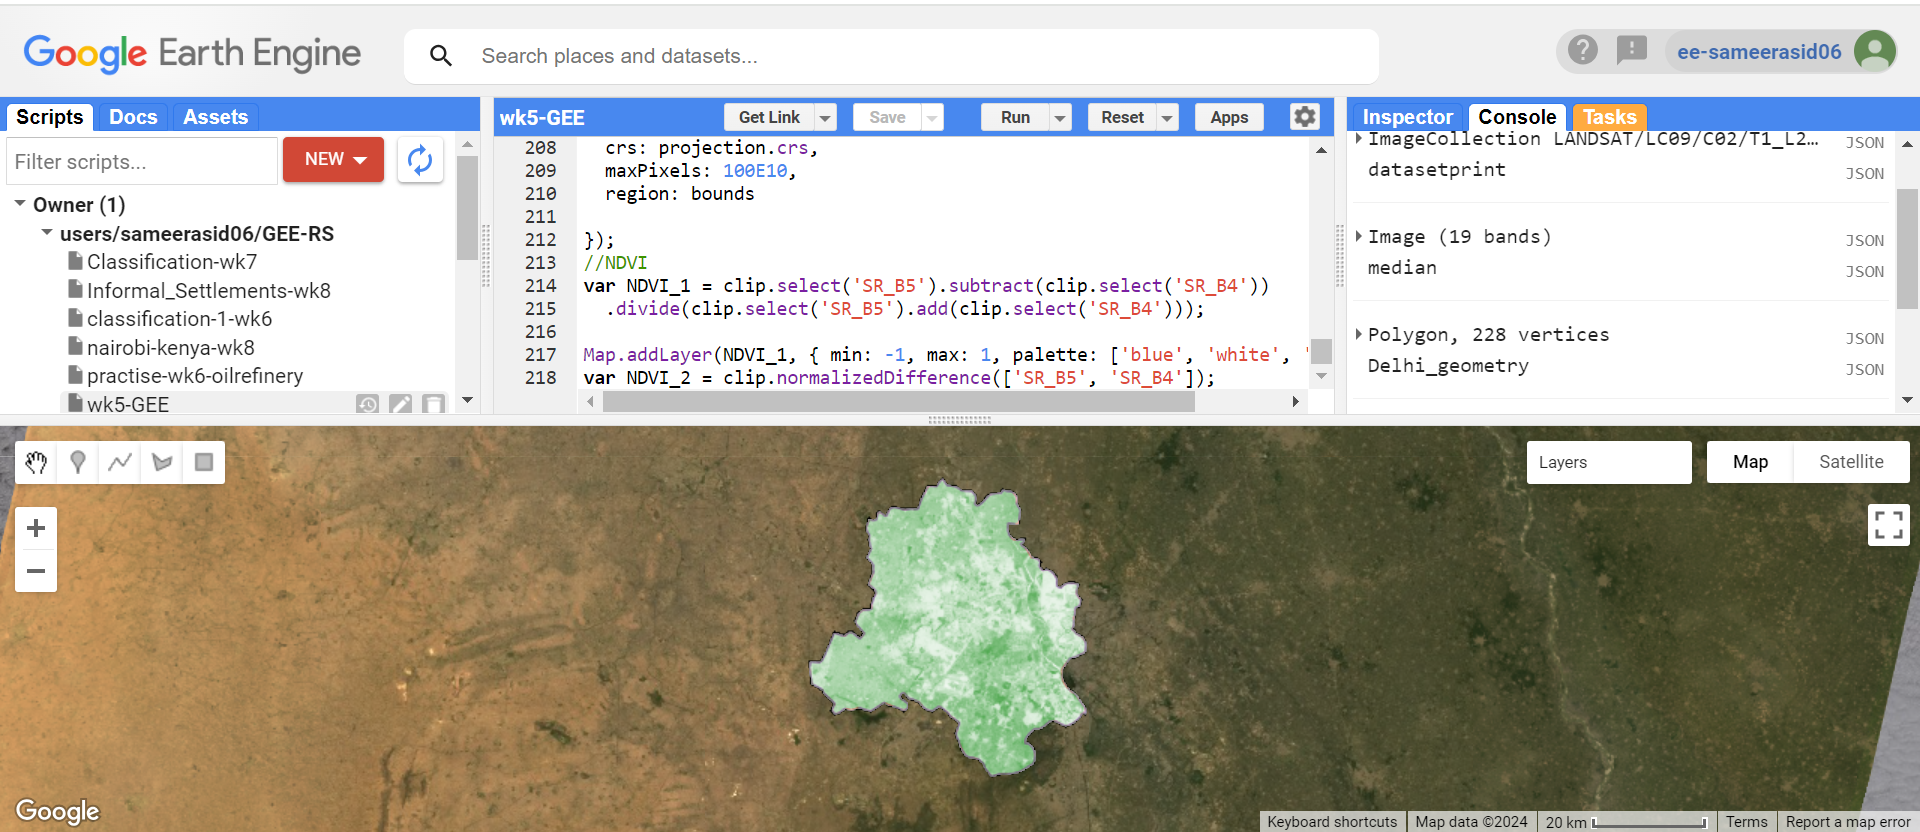 Google Earth Engine
Search places and datasets...
ee-sameerasid06
Scripts Docs Assets
Filter scripts...
NEW
Owner (1)
users/sameerasid06/GEE-RS
Classification-wk7
Informal_Settlements-wk8
classification-1-wk6
nairobi-kenya-wk8
practise-wk6-oilrefinery
wk5-GEE
wk5-GEE
Get Link Save Run Reset Apps
208 crs: projection.crs,
209 maxPixels: 100E10,
210 region: bounds
211
212 });
213 //NDVI
214 var NDVI_1 = clip.select('SR_B5').subtract(clip.select('SR_B4'))
215 .divide(clip.select('SR_B5').add(clip.select('SR_B4')));
216
217 Map.addLayer(NDVI_1, { min: -1, max: 1, palette: ['blue', 'white', '
218 var NDVI_2 = clip.normalizedDifference(['SR_B5', 'SR_B4']);
Inspector Console Tasks
ImageCollection LANDSAT/LC09/C02/T1_L2… JSON
datasetprint JSON
Image (19 bands) JSON
median JSON
Polygon, 228 vertices JSON
Delhi_geometry JSON
Layers
Map Satellite
Google
Keyboard shortcuts Map data ©2024 20 km Terms Report a map error